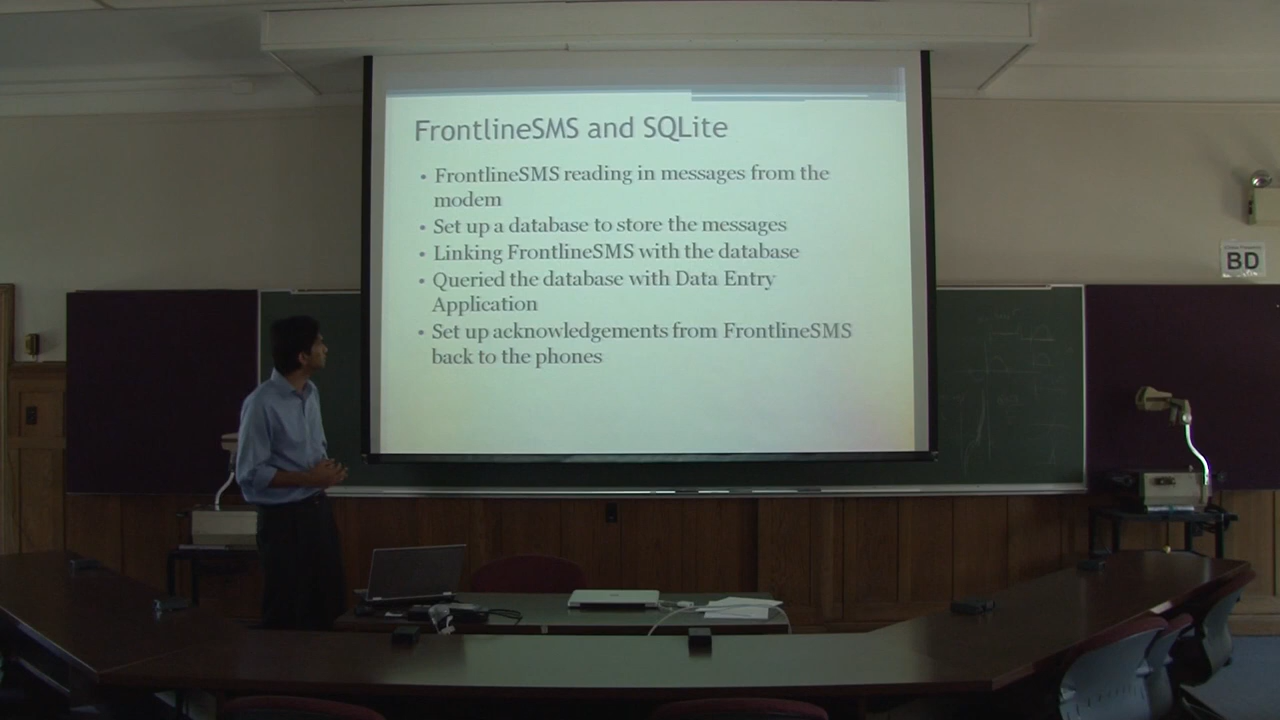 FrontlineSMS and SQLite
• FrontlineSMS reading in messages from the
modem
• Set up a database to store the messages
• Linking FrontlineSMS with the database
• Queried the database with Data Entry
Application
• Set up acknowledgements from FrontlineSMS
back to the phones
BD